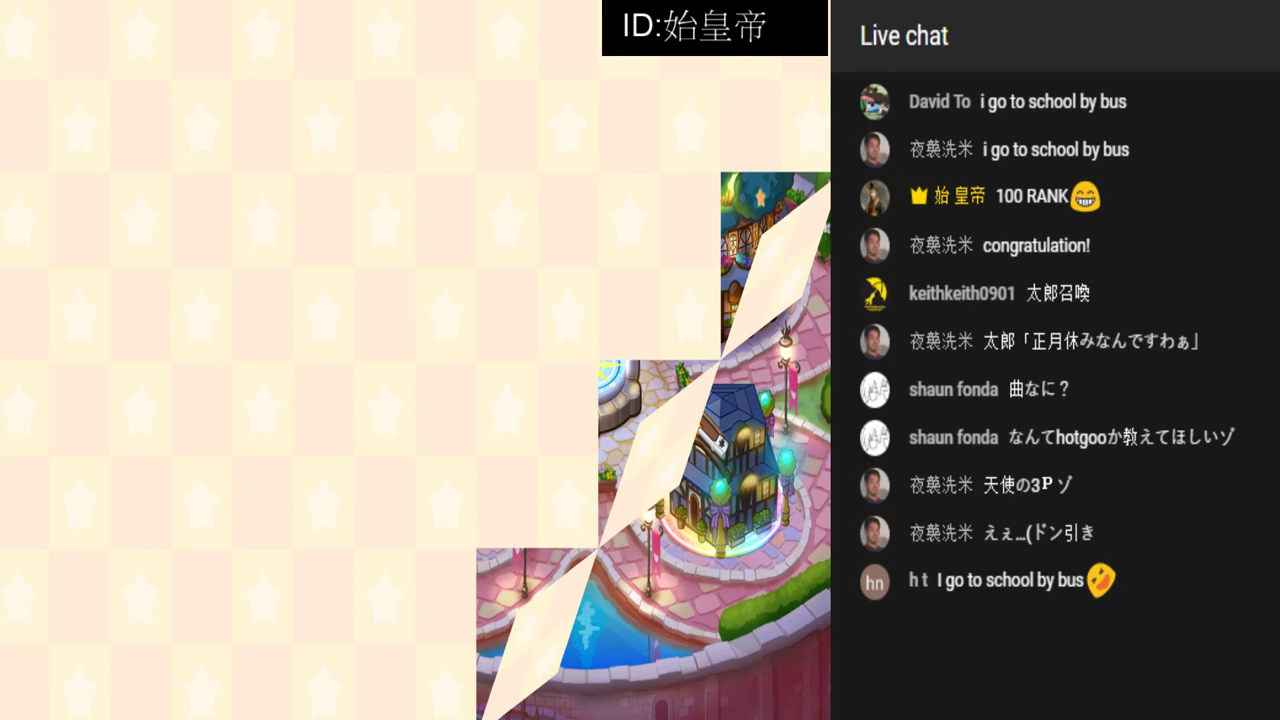 ID:始皇帝
Live chat
David To i go to school by bus
夜襲洗米 i go to school by bus
始 皇帝 100 RANK😁
夜襲洗米 congratulation!
keithkeith0901 太郎召喚
夜襲洗米 太郎「正月休みなんですわぁ」
shaun fonda 曲なに？
shaun fonda なんてhotgooか教えてほしいゾ
夜襲洗米 天使の3P ゾ
夜襲洗米 えぇ...(ドン引き
hn h t I go to school by bus🤣